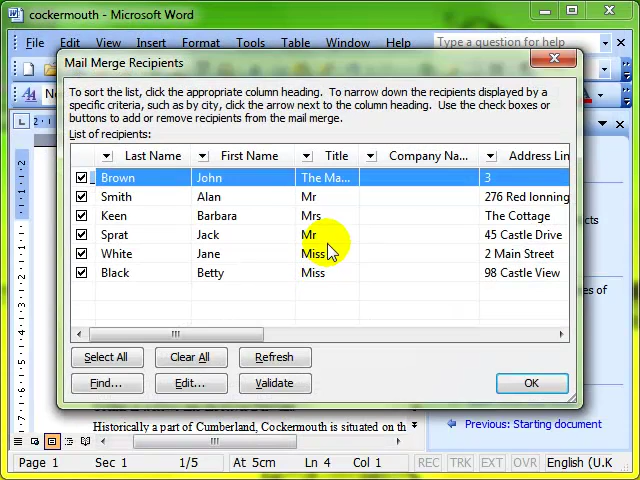 cockermouth - Microsoft Word
File Edit View Insert Format Tools Type a question for help
Mail Merge Recipients
To sort the list, click the appropriate column heading. To narrow down the recipients displayed by a
specific criteria, such as by city, click the arrow next to the column heading. Use the check boxes or
buttons to add or remove recipients from the mail merge.
List of recipients:
Last Name First Name Title Company Na... Address Lin
Brown John The Ma... 3
Smith Alan Mr 276 Red Ionning
Keen Barbara Mrs The Cottage
Sprat Jack Mr 45 Castle Drive
White Jane Miss 2 Main Street
Black Betty Miss 98 Castle View
Select All Clear All Refresh
Find... Edit... Validate OK
Historically a part of Cumberland, Cockermouth is situated on th
Previous: Starting document
Page 1 Sec 1 1/5 At 5cm Ln 4 Col 1 REC TRK EXT OVR English (U.K